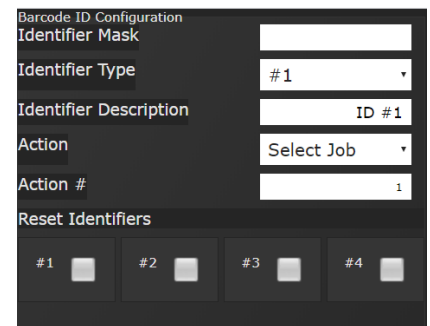 Barcode ID Configuration
Identifier Mask
Identifier Type #1
Identifier Description ID #1
Action Select Job
Action # 1
Reset Identifiers
#1 #2 #3 #4